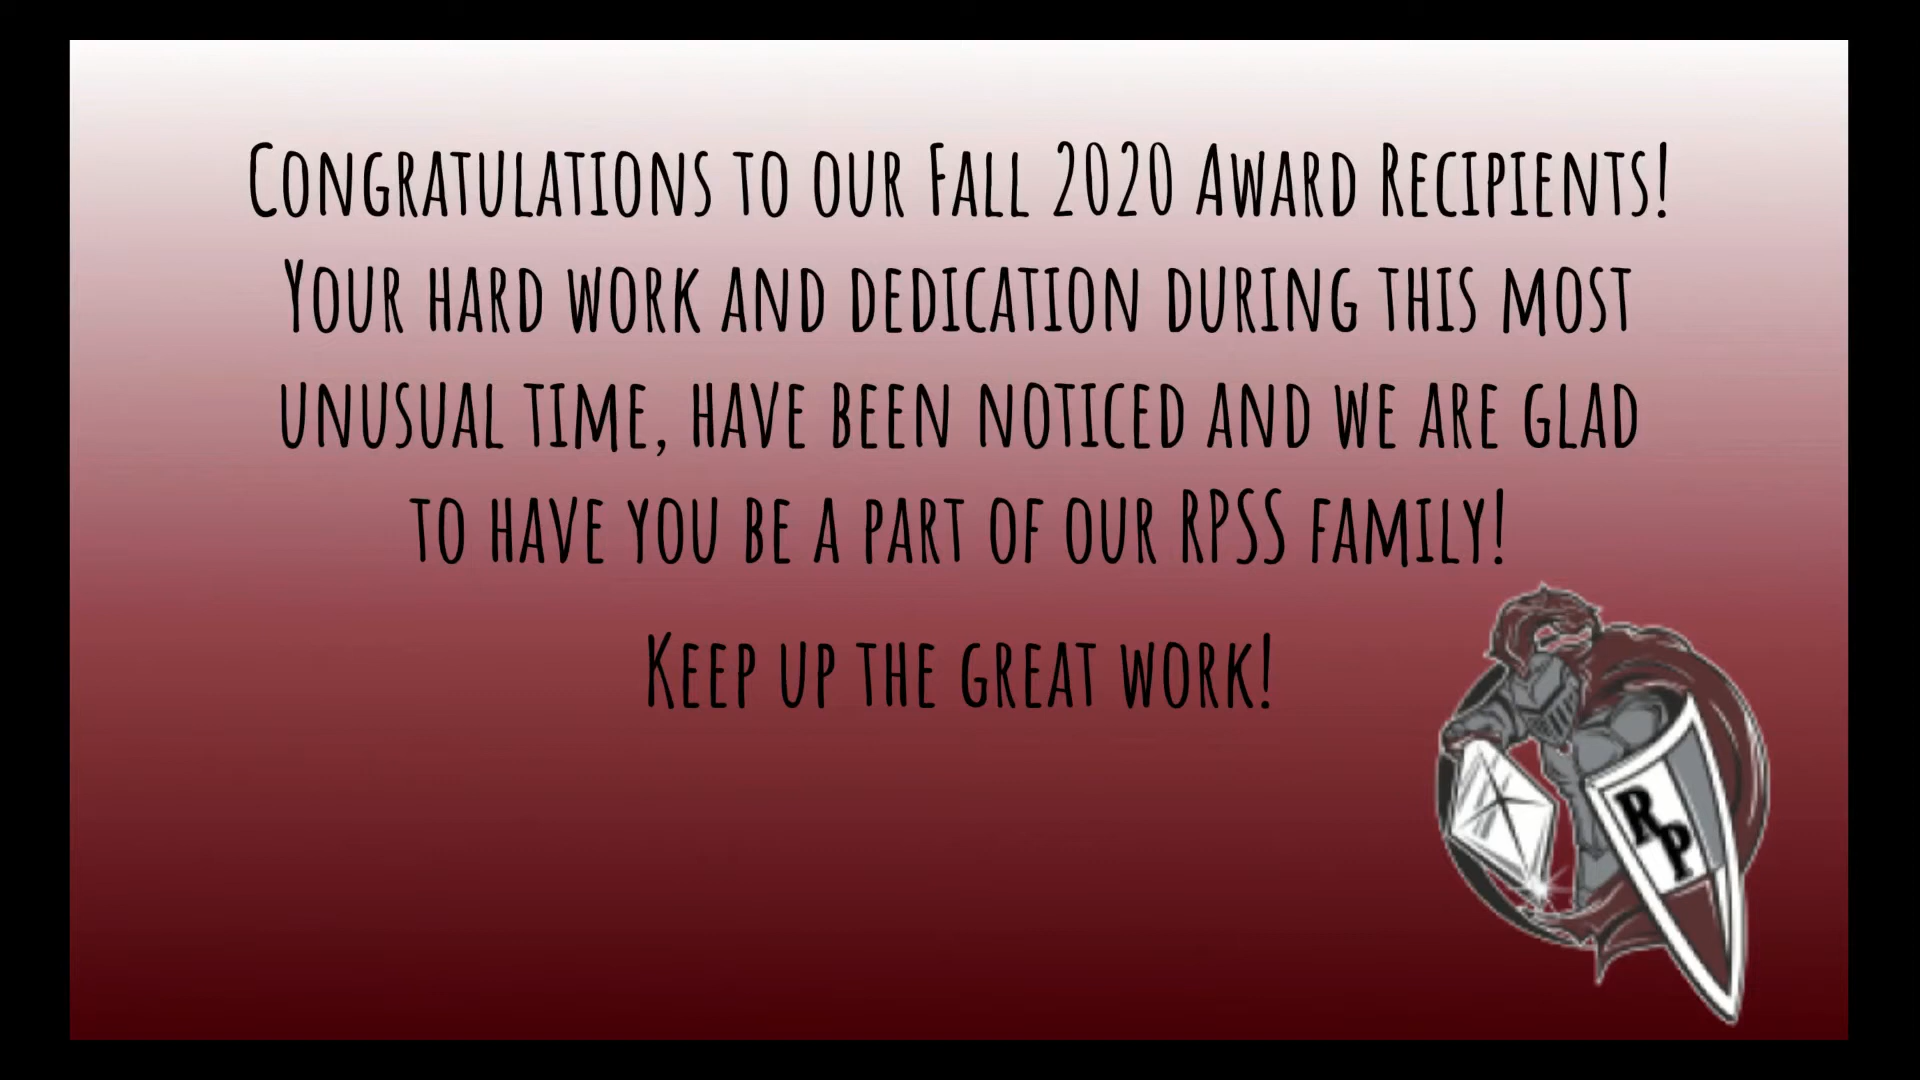 Congratulations to our Fall 2020 Award Recipients!
Your hard work and dedication during this most
unusual time, have been noticed and we are glad
to have you be a part of our RPSS family!
Keep up the great work!
RP